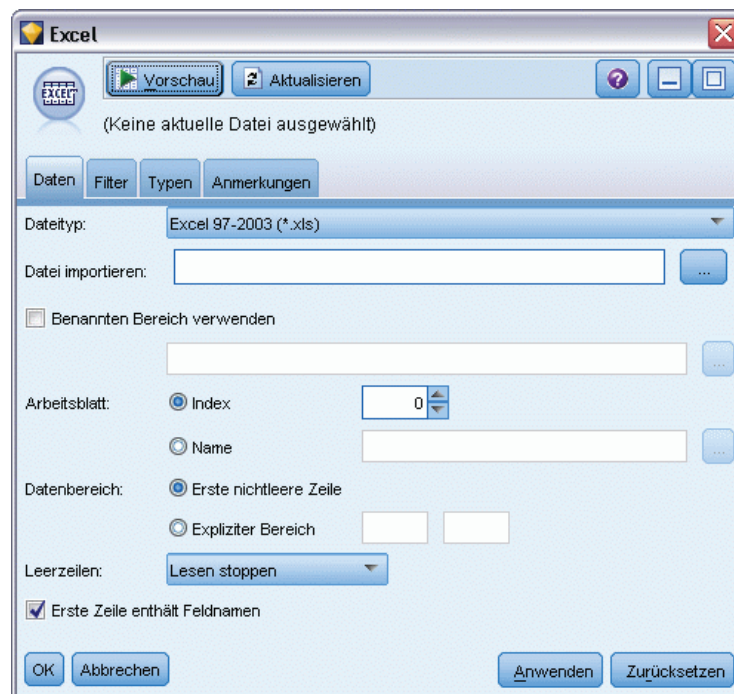 Excel
EXCEL
Vorschau Aktualisieren ?
(Keine aktuelle Datei ausgewählt)
Daten Filter Typen Anmerkungen
Dateityp: Excel 97-2003 (*.xls)
Datei importieren: ...
Benannten Bereich verwenden
...
Arbeitsblatt: Index 0
Name ...
Datenbereich: Erste nichtleere Zeile
Expliziter Bereich
Leerzeilen: Lesen stoppen
Erste Zeile enthält Feldnamen
OK Abbrechen Anwenden Zurücksetzen